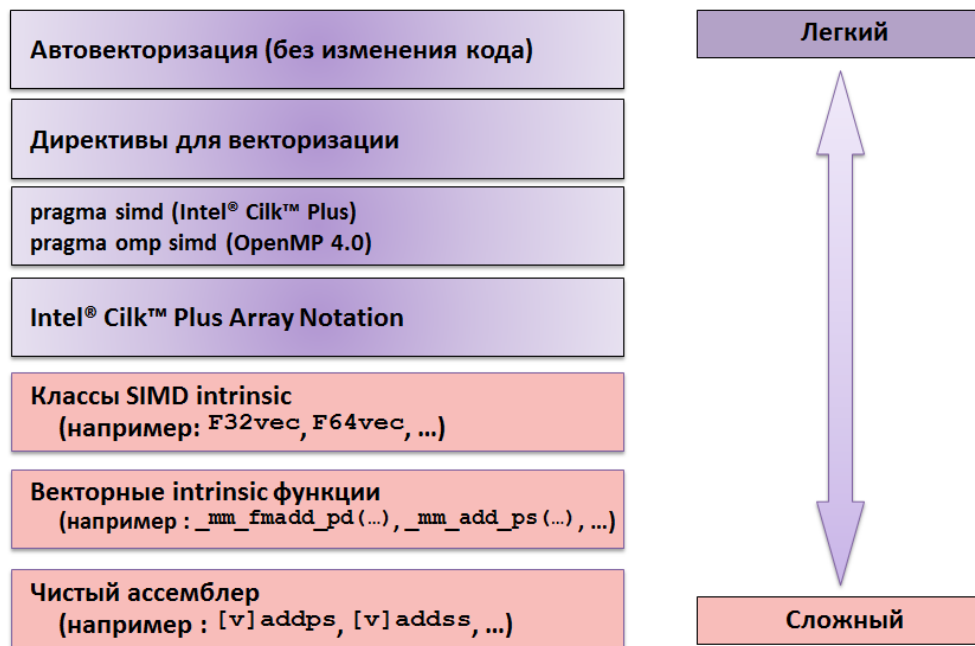 Автовекторизация (без изменения кода)
Директивы для векторизации
pragma simd (Intel® Cilk™ Plus)
pragma omp simd (OpenMP 4.0)
Intel® Cilk™ Plus Array Notation
Классы SIMD intrinsic
(например: F32vec, F64vec, ...)
Векторные intrinsic функции
(например : _mm_fmadd_pd(...), _mm_add_ps(...), ...)
Чистый ассемблер
(например : [v]addps, [v]addss, ...)
Легкий
Сложный